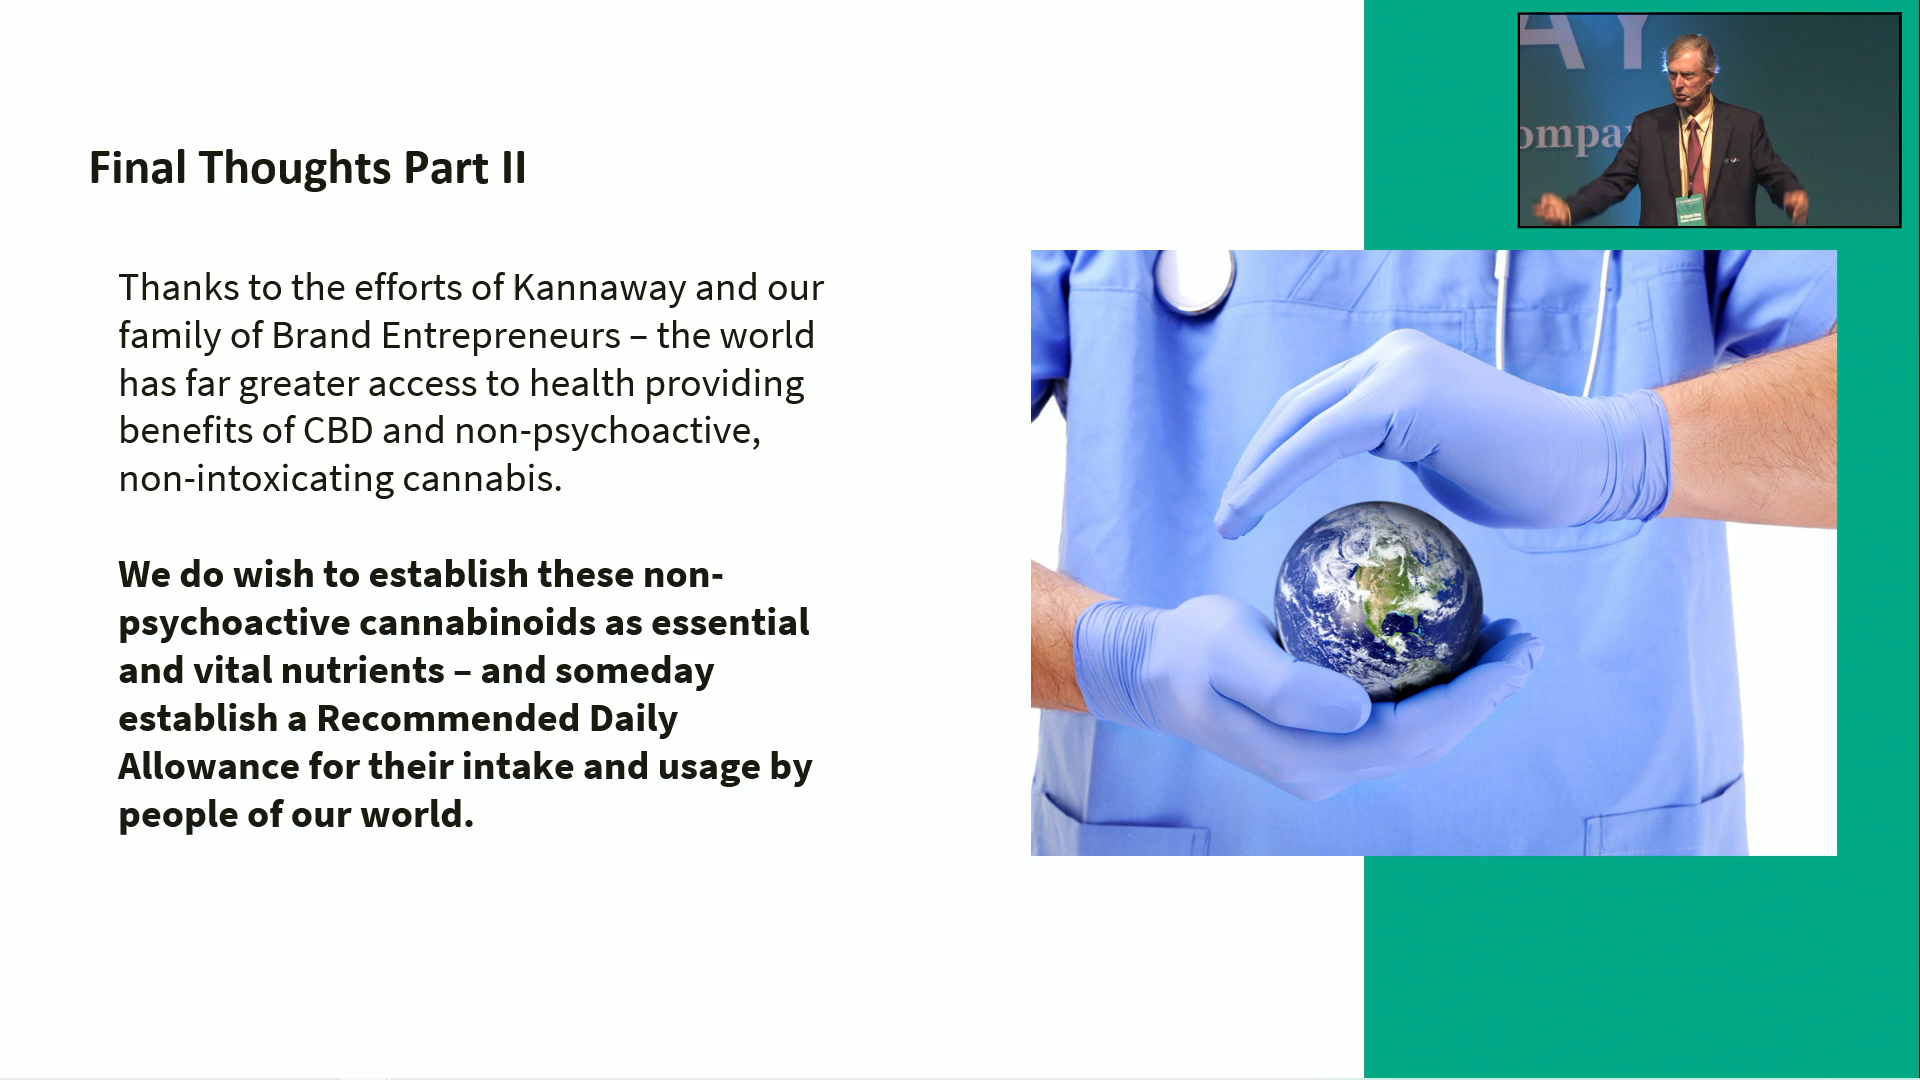 Final Thoughts Part II
Thanks to the efforts of Kannaway and our
family of Brand Entrepreneurs – the world
has far greater access to health providing
benefits of CBD and non-psychoactive,
non-intoxicating cannabis.
We do wish to establish these non-
psychoactive cannabinoids as essential
and vital nutrients – and someday
establish a Recommended Daily
Allowance for their intake and usage by
people of our world.
AY
ompa